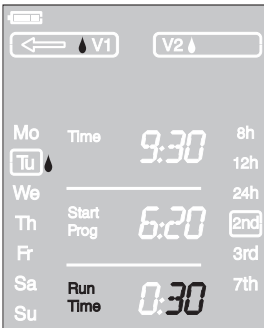 V1 V2
Mo Time 9:30 8h
Tu 12h
We 24h
Th Start Prog 6:20 2nd
Fr 3rd
Sa Run Time 0:30 7th
Su